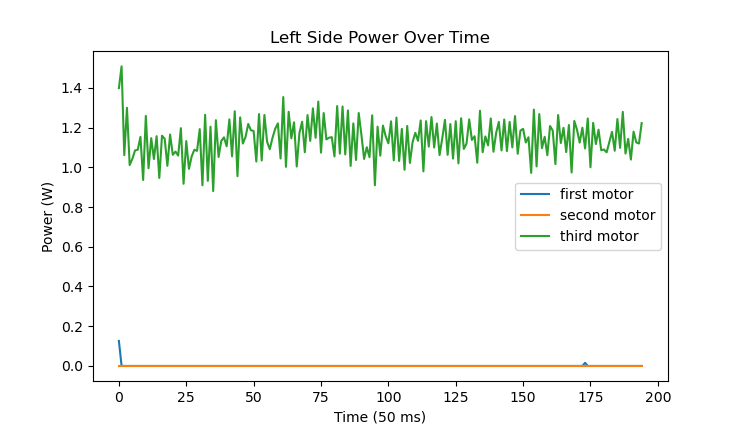 Left Side Power Over Time
Power (W)
1.4
1.2
1.0
0.8
0.6
0.4
0.2
0.0
first motor
second motor
third motor
0 25 50 75 100 125 150 175 200
Time (50 ms)